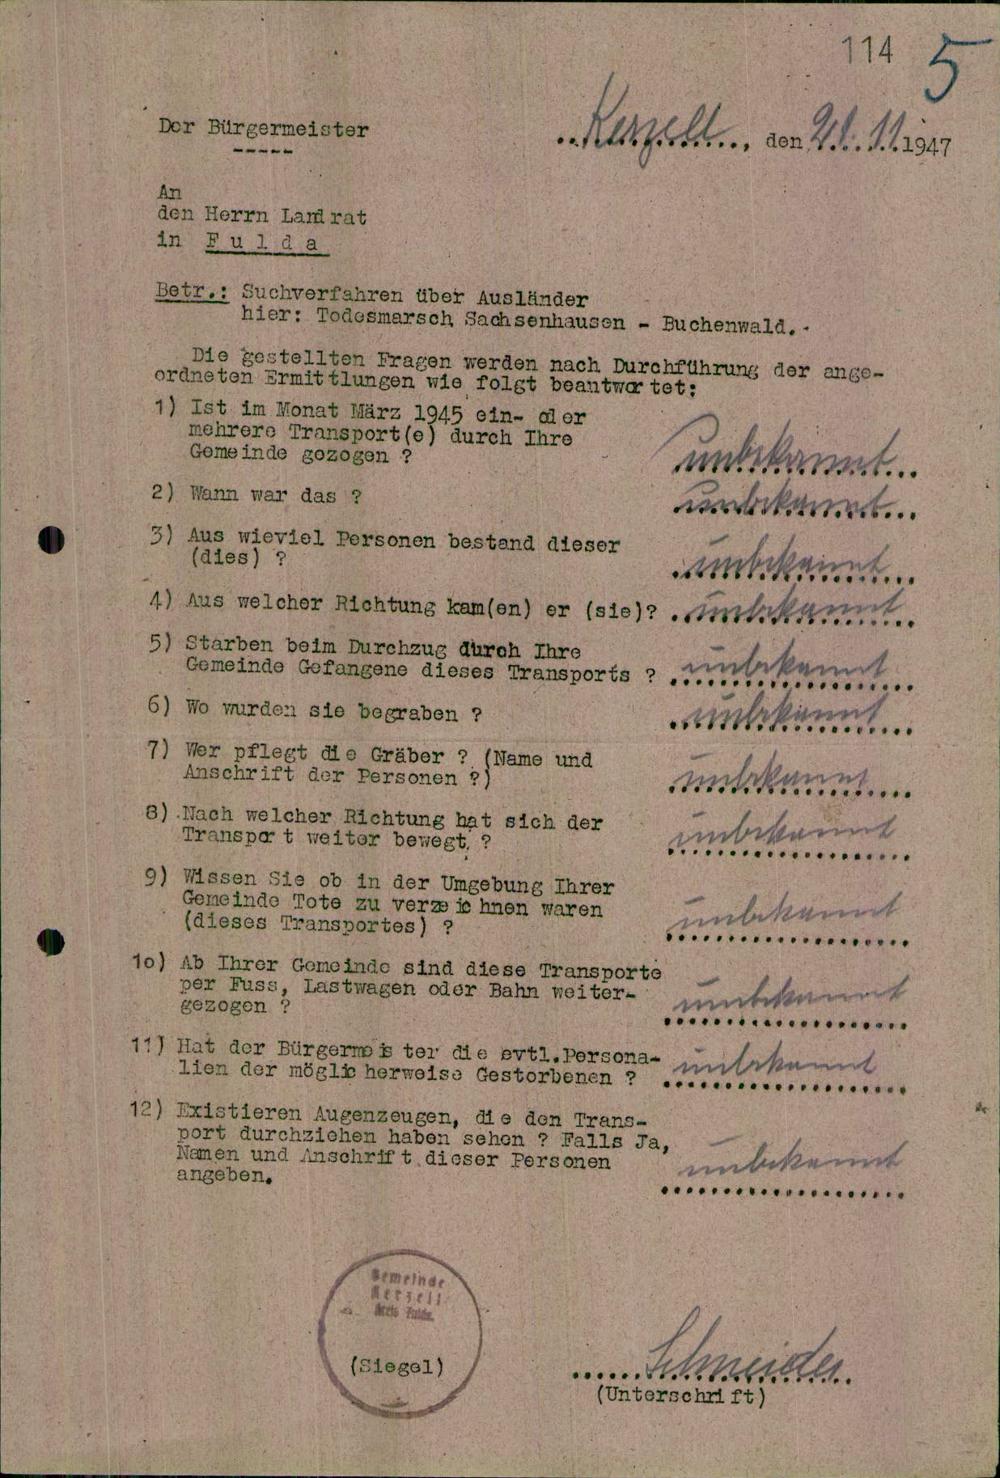 114 5
Der Bürgermeister
-----
..Kerzell..., den 21. 11. 1947
An
den Herrn Landrat
in F u l d a
Betr.: Suchverfahren über Ausländer
hier: Todesmarsch Sachsenhausen - Buchenwald.-
Die gestellten Fragen werden nach Durchführung der ange-
ordneten Ermittlungen wie folgt beantwortet:
1) Ist im Monat März 1945 ein- oder
mehrere Transport(e) durch Ihre
Gemeinde gezogen ? unbekannt...
2) Wann war das ? unbekannt...
3) Aus wieviel Personen bestand dieser
(dies) ? unbekannt
4) Aus welcher Richtung kam(en) er (sie)? unbekannt
5) Starben beim Durchzug durch Ihre
Gemeinde Gefangene dieses Transports ? unbekannt
6) Wo wurden sie begraben ? unbekannt
7) Wer pflegt die Gräber ? (Name und
Anschrift der Personen ?) unbekannt
8) Nach welcher Richtung hat sich der
Transport weiter bewegt ? unbekannt
9) Wissen Sie ob in der Umgebung Ihrer
Gemeinde Tote zu verzeichnen waren
(dieses Transportes) ? unbekannt
1o) Ab Ihrer Gemeinde sind diese Transporte
per Fuss, Lastwagen oder Bahn weiter-
gezogen ? unbekannt
11) Hat der Bürgermeister die evtl.Persona-
lien der möglicherweise Gestorbenen ? unbekannt
12) Existieren Augenzeugen, die den Trans-
port durchziehen haben sehen ? Falls Ja,
Namen und Anschrift dieser Personen
angeben. unbekannt
Gemeinde
Kerzell
Kreis Fulda
(Siegel)
Schneider
(Unterschrift)